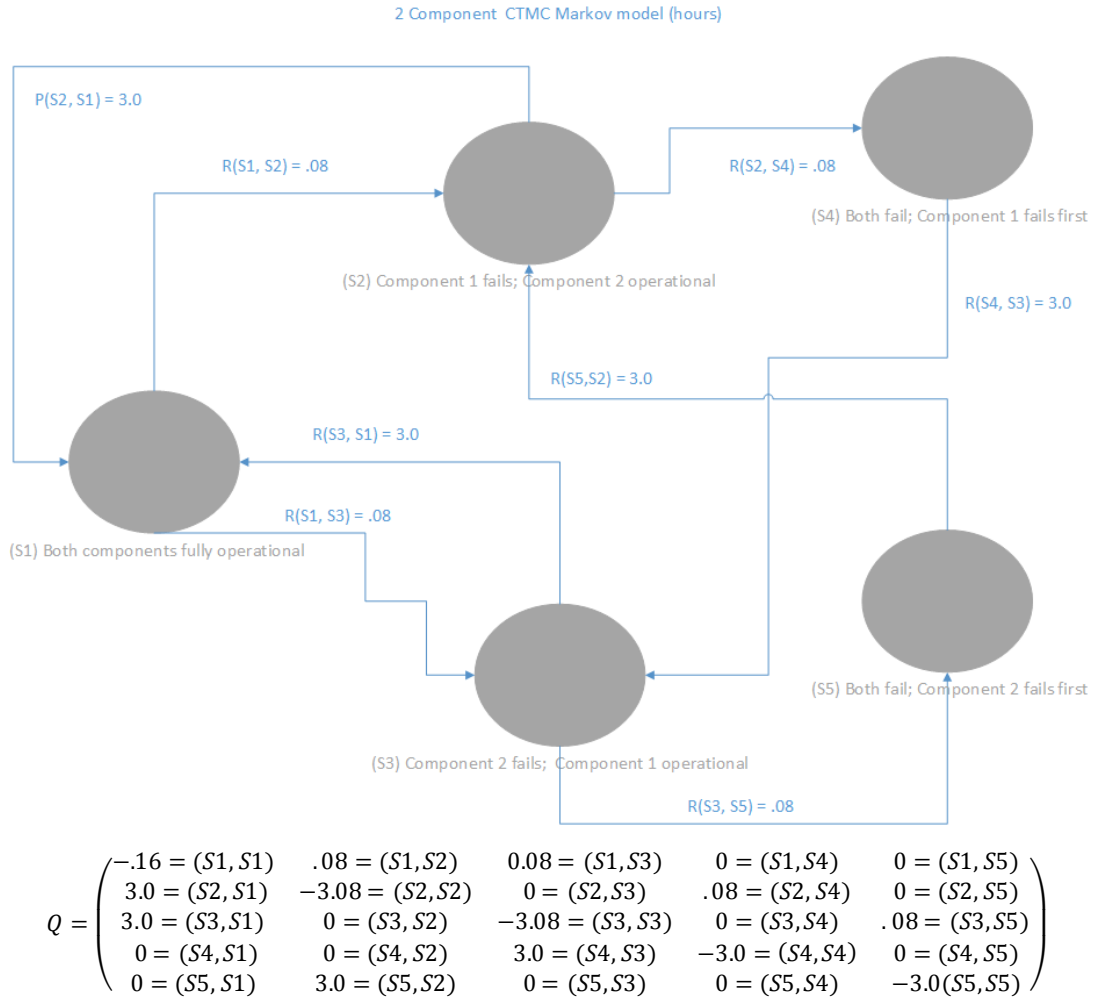 2 Component CTMC Markov model (hours)
P(S2, S1) = 3.0
R(S1, S2) = .08
R(S2, S4) = .08
(S4) Both fail; Component 1 fails first
(S2) Component 1 fails; Component 2 operational
R(S4, S3) = 3.0
R(S5,S2) = 3.0
R(S3, S1) = 3.0
R(S1, S3) = .08
(S1) Both components fully operational
(S5) Both fail; Component 2 fails first
(S3) Component 2 fails; Component 1 operational
R(S3, S5) = .08
−.16 = (S1, S1) .08 = (S1, S2) 0.08 = (S1, S3) 0 = (S1, S4) 0 = (S1, S5)
3.0 = (S2, S1) −3.08 = (S2, S2) 0 = (S2, S3) .08 = (S2, S4) 0 = (S2, S5)
Q = 3.0 = (S3, S1) 0 = (S3, S2) −3.08 = (S3, S3) 0 = (S3, S4) .08 = (S3, S5)
0 = (S4, S1) 0 = (S4, S2) 3.0 = (S4, S3) −3.0 = (S4, S4) 0 = (S4, S5)
0 = (S5, S1) 3.0 = (S5, S2) 0 = (S5, S3) 0 = (S5, S4) −3.0(S5, S5)